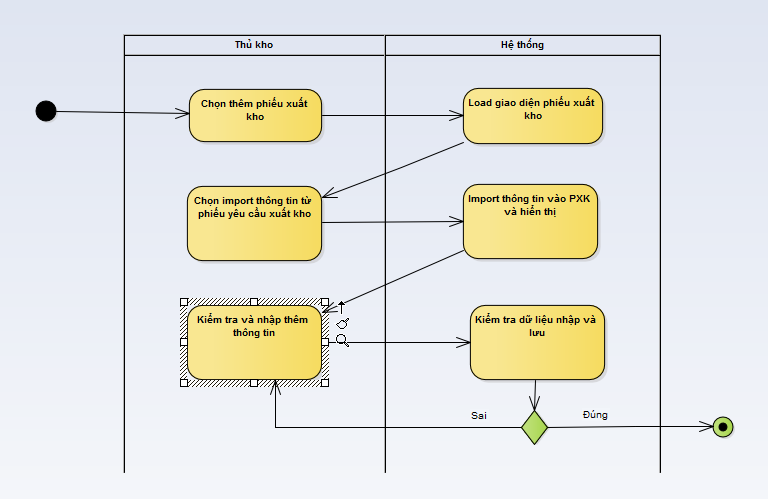 Thủ kho
Hệ thống
Chọn thêm phiếu xuất
kho
Load giao diện phiếu xuất
kho
Chọn import thông tin từ
phiếu yêu cầu xuất kho
Import thông tin vào PXK
và hiển thị
Kiểm tra và nhập thêm
thông tin
Kiểm tra dữ liệu nhập và
lưu
Sai
Đúng